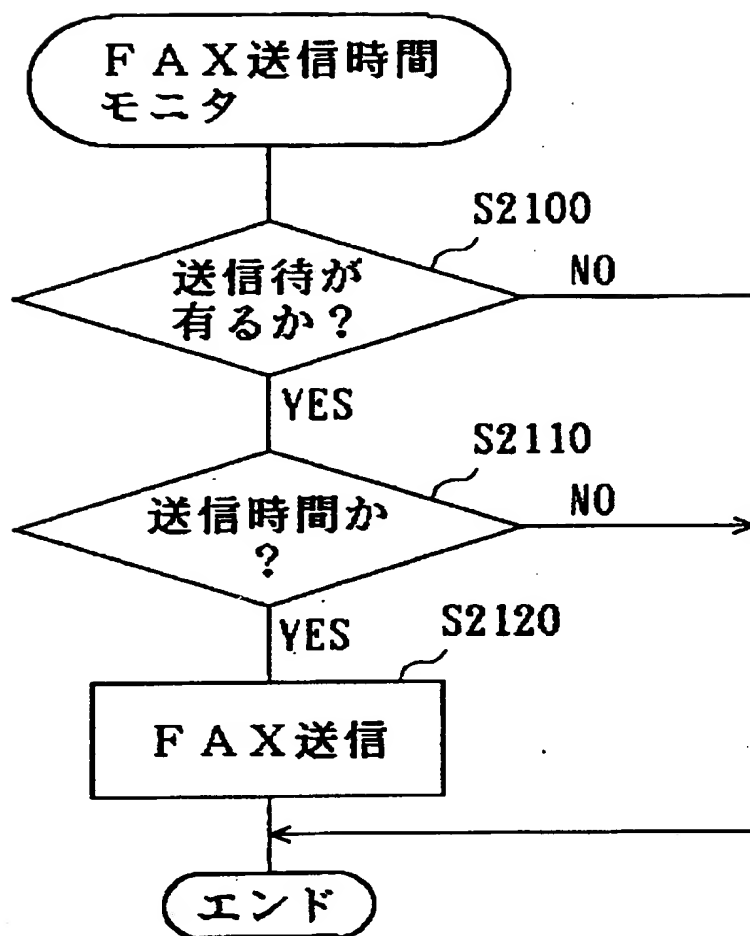 ＦＡＸ送信時間
モニタ
S2100
送信待が
有るか？
NO
YES
S2110
送信時間か
？
NO
YES
S2120
ＦＡＸ送信
エンド